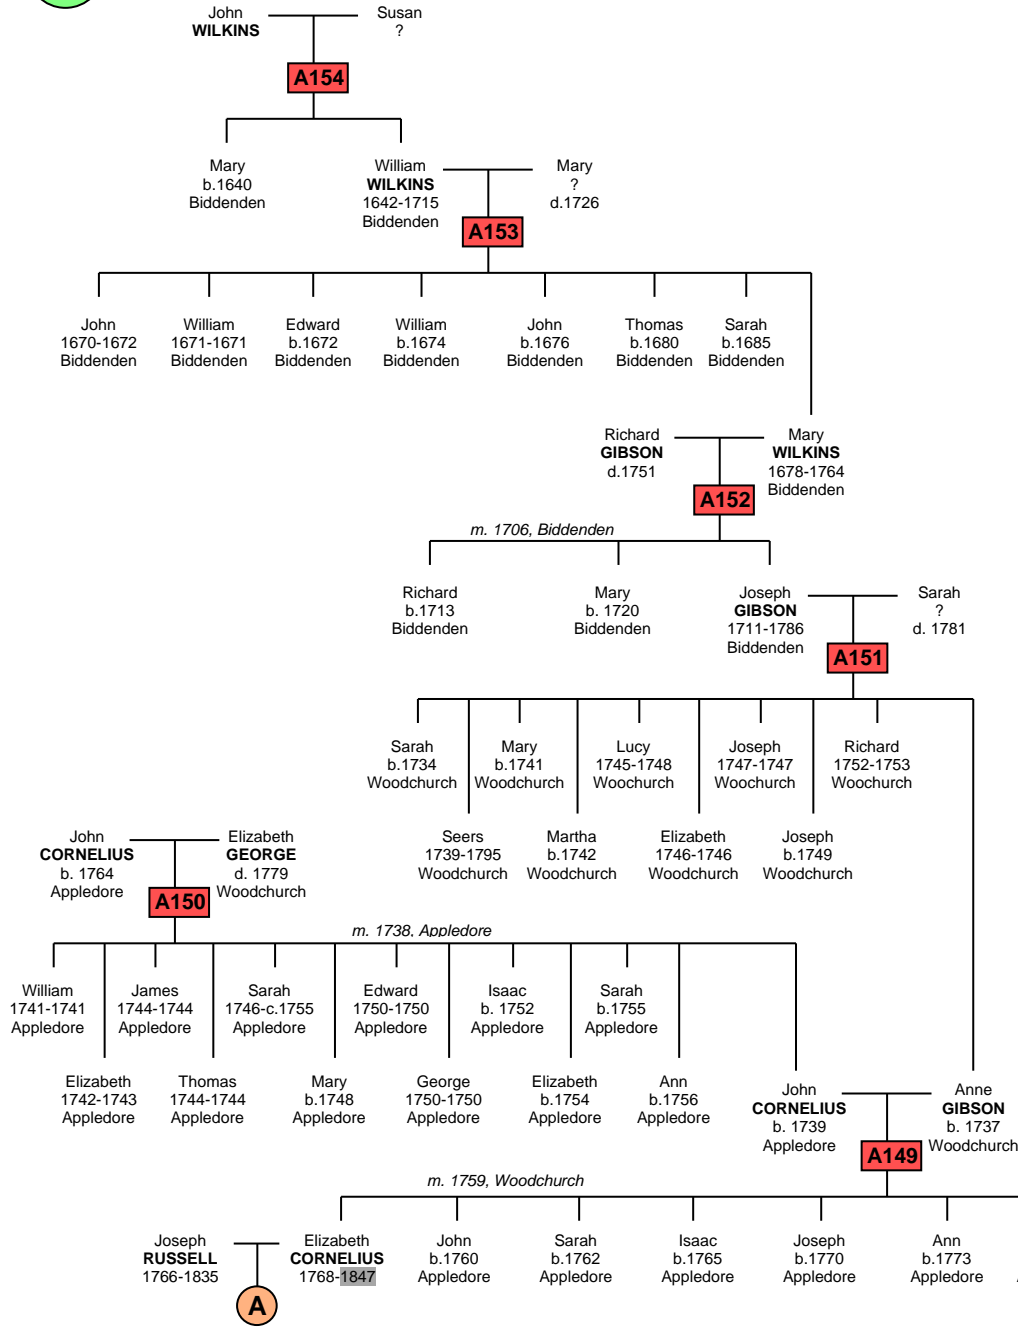 John
WILKINS
Susan
?
A154
Mary
b.1640
Biddenden
William
WILKINS
1642-1715
Biddenden
Mary
?
d.1726
A153
John
1670-1672
Biddenden
William
1671-1671
Biddenden
Edward
b.1672
Biddenden
William
b.1674
Biddenden
John
b.1676
Biddenden
Thomas
b.1680
Biddenden
Sarah
b.1685
Biddenden
Richard
GIBSON
d.1751
Mary
WILKINS
1678-1764
Biddenden
A152
m. 1706, Biddenden
Richard
b.1713
Biddenden
Mary
b. 1720
Biddenden
Joseph
GIBSON
1711-1786
Biddenden
Sarah
?
d. 1781
A151
Sarah
b.1734
Woodchurch
Mary
b.1741
Woodchurch
Lucy
1745-1748
Woodchurch
Joseph
1747-1747
Woochurch
Richard
1752-1753
Woochurch
Seers
1739-1795
Woodchurch
Martha
b.1742
Woodchurch
Elizabeth
1746-1746
Woodchurch
Joseph
b.1749
Woodchurch
John
CORNELIUS
b. 1764
Appledore
Elizabeth
GEORGE
d. 1779
Woodchurch
A150
m. 1738, Appledore
William
1741-1741
Appledore
James
1744-1744
Appledore
Sarah
1746-c.1755
Appledore
Edward
1750-1750
Appledore
Isaac
b. 1752
Appledore
Sarah
b.1755
Appledore
Elizabeth
1742-1743
Appledore
Thomas
1744-1744
Appledore
Mary
b.1748
Appledore
George
1750-1750
Appledore
Elizabeth
b.1754
Appledore
Ann
b.1756
Appledore
John
CORNELIUS
b. 1739
Appledore
Anne
GIBSON
b. 1737
Woodchurch
A149
m. 1759, Woodchurch
Joseph
RUSSELL
1766-1835
Elizabeth
CORNELIUS
1768-1847
John
b.1760
Appledore
Sarah
b.1762
Appledore
Isaac
b.1765
Appledore
Joseph
b.1770
Appledore
Ann
b.1773
Appledore
A